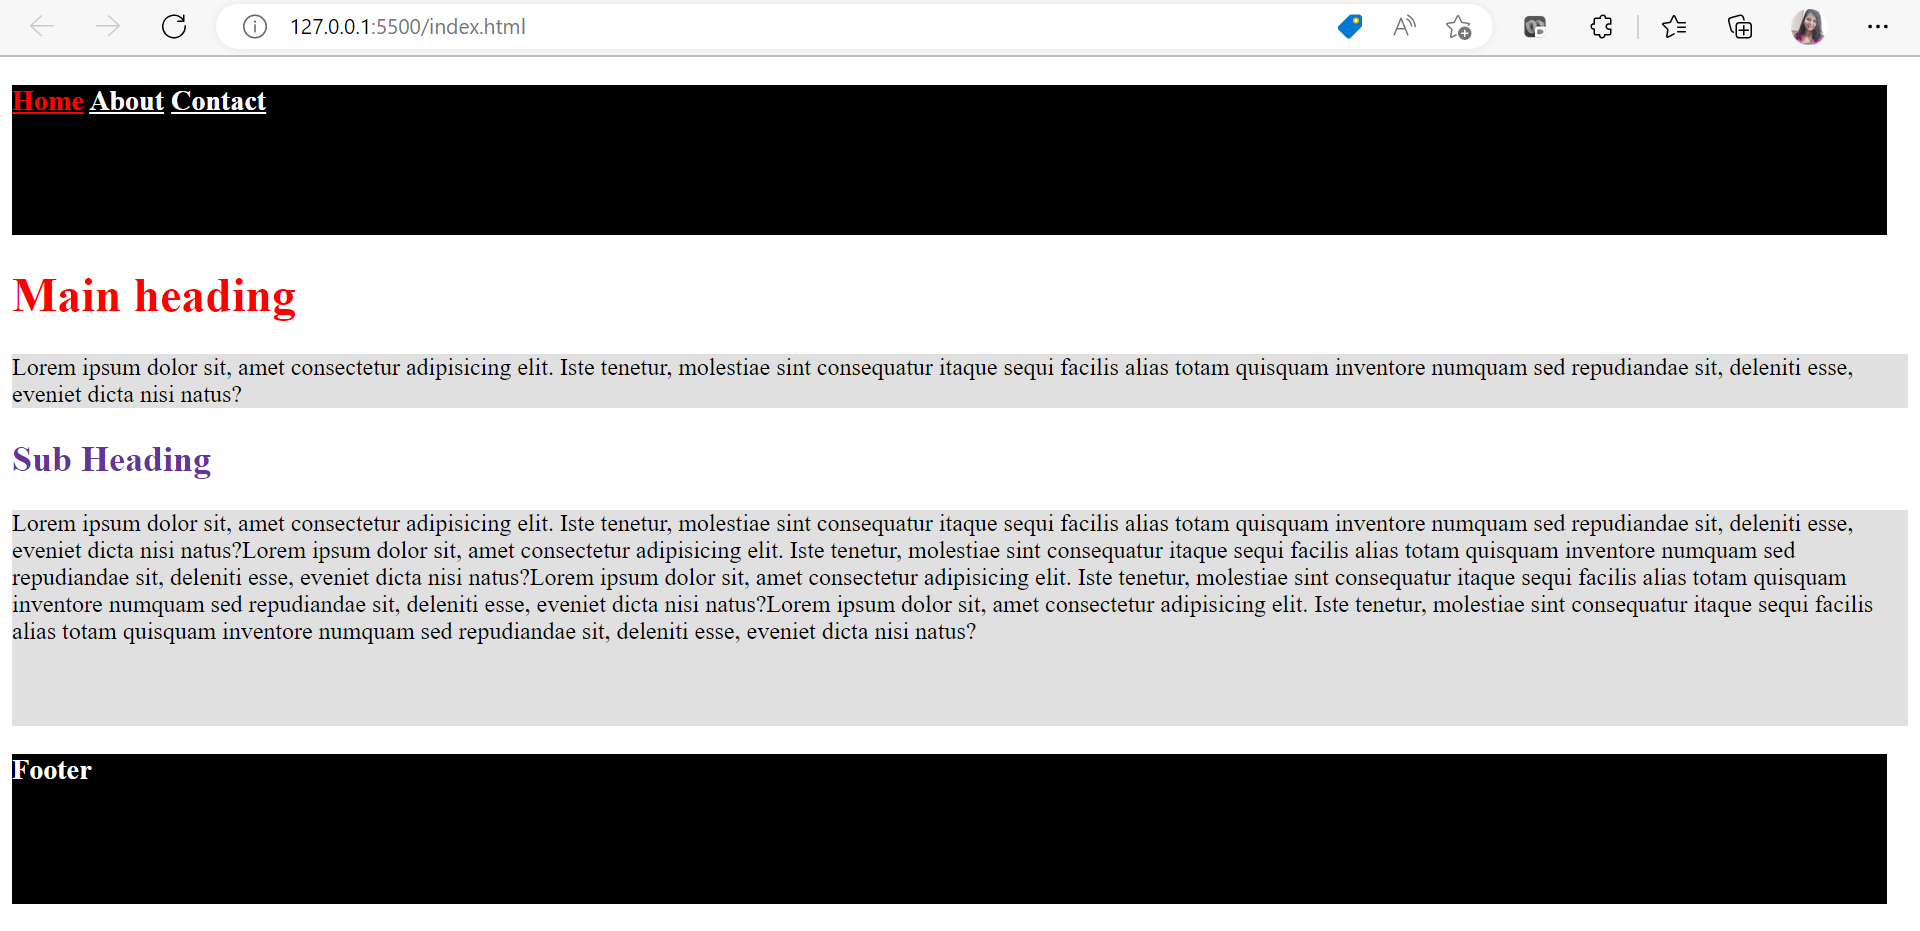 127.0.0.1:5500/index.html
Home About Contact
Main heading
Lorem ipsum dolor sit, amet consectetur adipisicing elit. Iste tenetur, molestiae sint consequatur itaque sequi facilis alias totam quisquam inventore numquam sed repudiandae sit, deleniti esse,
eveniet dicta nisi natus?
Sub Heading
Lorem ipsum dolor sit, amet consectetur adipisicing elit. Iste tenetur, molestiae sint consequatur itaque sequi facilis alias totam quisquam inventore numquam sed repudiandae sit, deleniti esse,
eveniet dicta nisi natus?Lorem ipsum dolor sit, amet consectetur adipisicing elit. Iste tenetur, molestiae sint consequatur itaque sequi facilis alias totam quisquam inventore numquam sed
repudiandae sit, deleniti esse, eveniet dicta nisi natus?Lorem ipsum dolor sit, amet consectetur adipisicing elit. Iste tenetur, molestiae sint consequatur itaque sequi facilis alias totam quisquam
inventore numquam sed repudiandae sit, deleniti esse, eveniet dicta nisi natus?Lorem ipsum dolor sit, amet consectetur adipisicing elit. Iste tenetur, molestiae sint consequatur itaque sequi facilis
alias totam quisquam inventore numquam sed repudiandae sit, deleniti esse, eveniet dicta nisi natus?
Footer